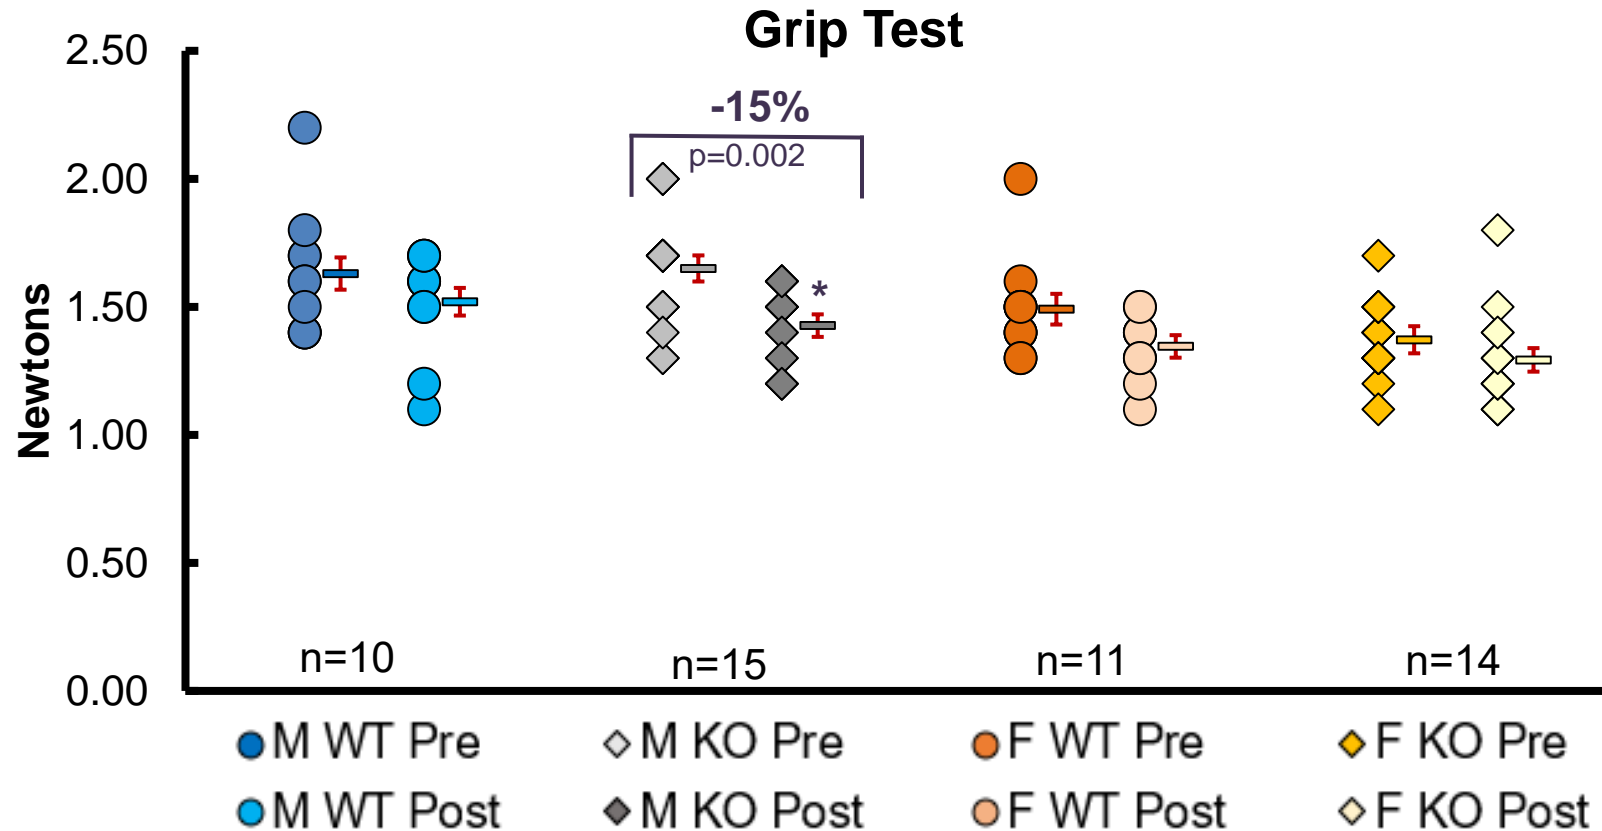 Grip Test
2.50
2.00
1.50
1.00
0.50
0.00
Newtons
-15%
p=0.002
*
n=10
n=15
n=11
n=14
M WT Pre
M KO Pre
F WT Pre
F KO Pre
M WT Post
M KO Post
F WT Post
F KO Post